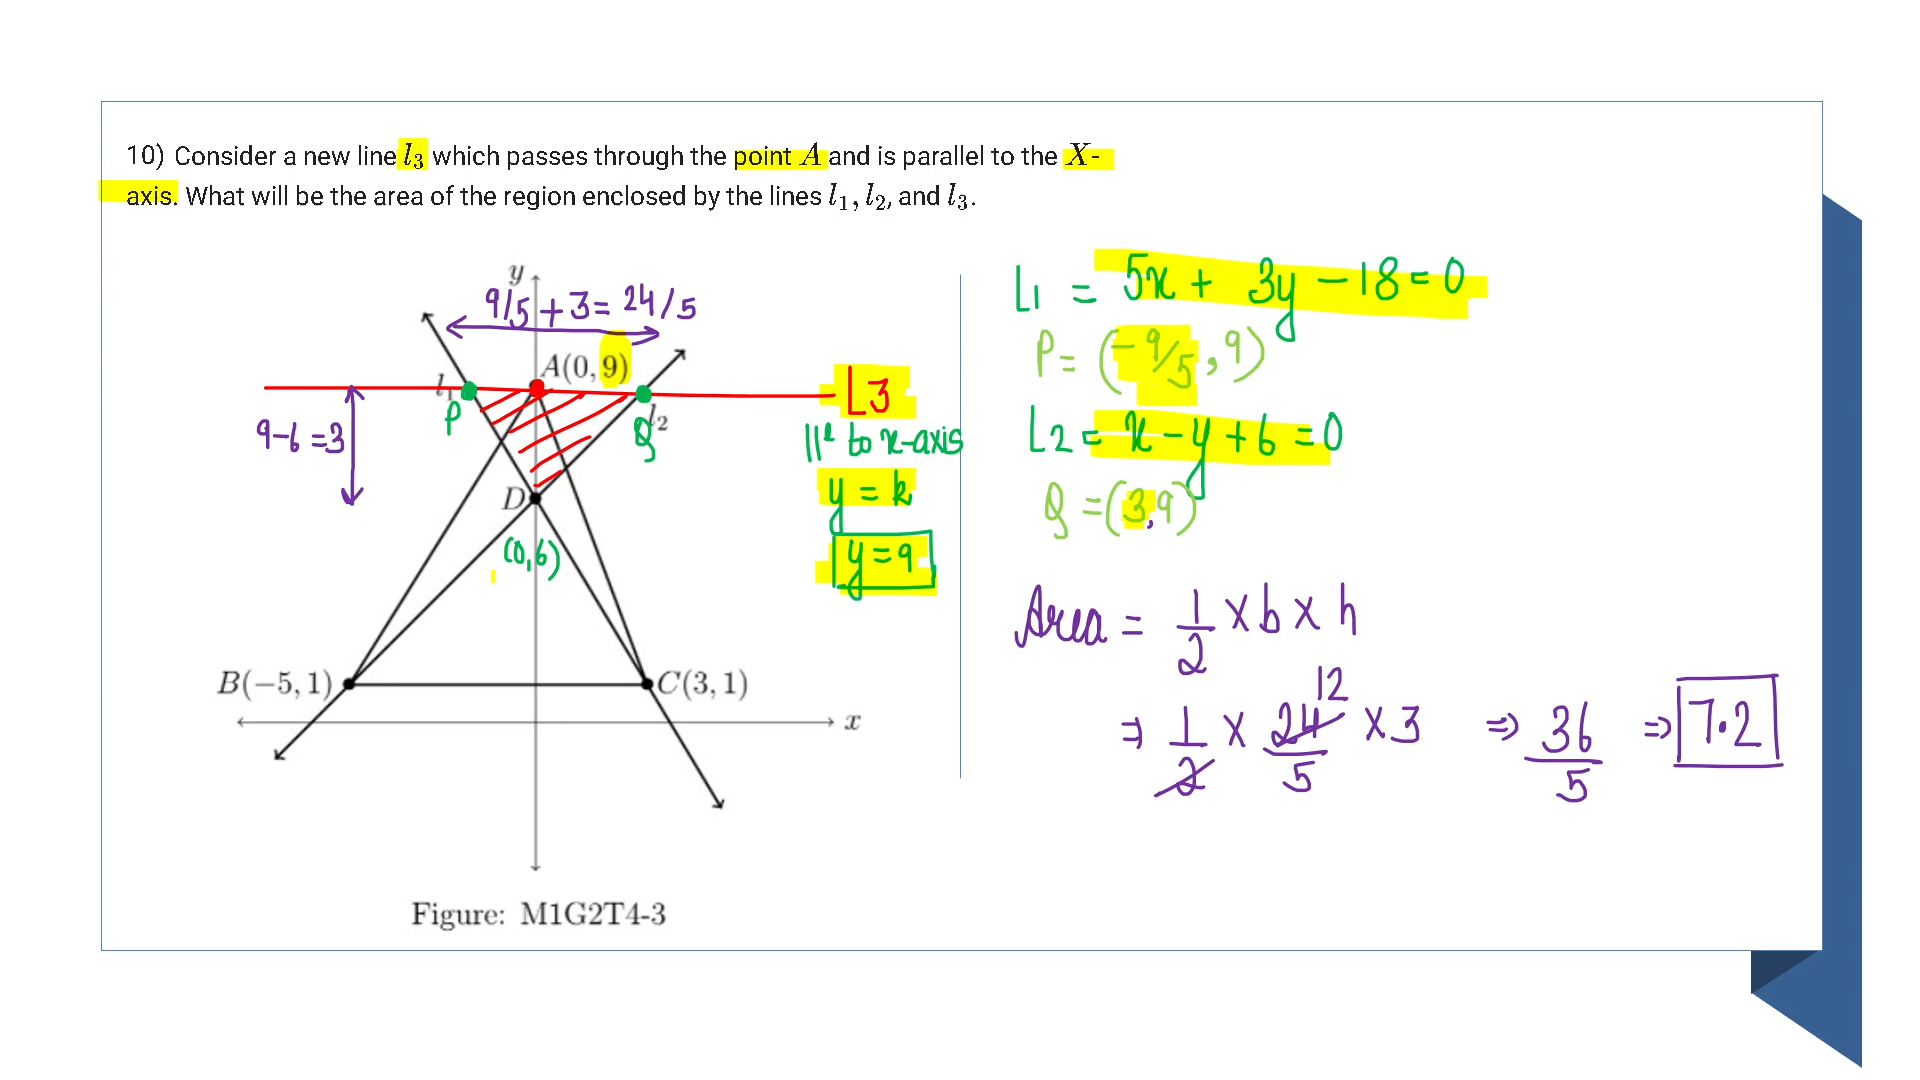 10) Consider a new line l₃ which passes through the point A and is parallel to the X-
axis. What will be the area of the region enclosed by the lines l₁, l₂, and l₃.
y
9/5 + 3 = 24/5
A(0, 9)
l₁
P
L3
9-6=3
l₂
Q
||ˡ to x-axis
y = k
y = 9
D
(0,6)
B(−5, 1)
C(3, 1)
x
Figure: M1G2T4-3
L1 = 5x + 3y − 18 = 0
P = (−9/5, 9)
L2 = x − y + 6 = 0
Q = (3,9)
Area = 1/2 × b × h
12
⇒ 1/2 × 24/5 × 3 ⇒ 36/5 ⇒ 7.2